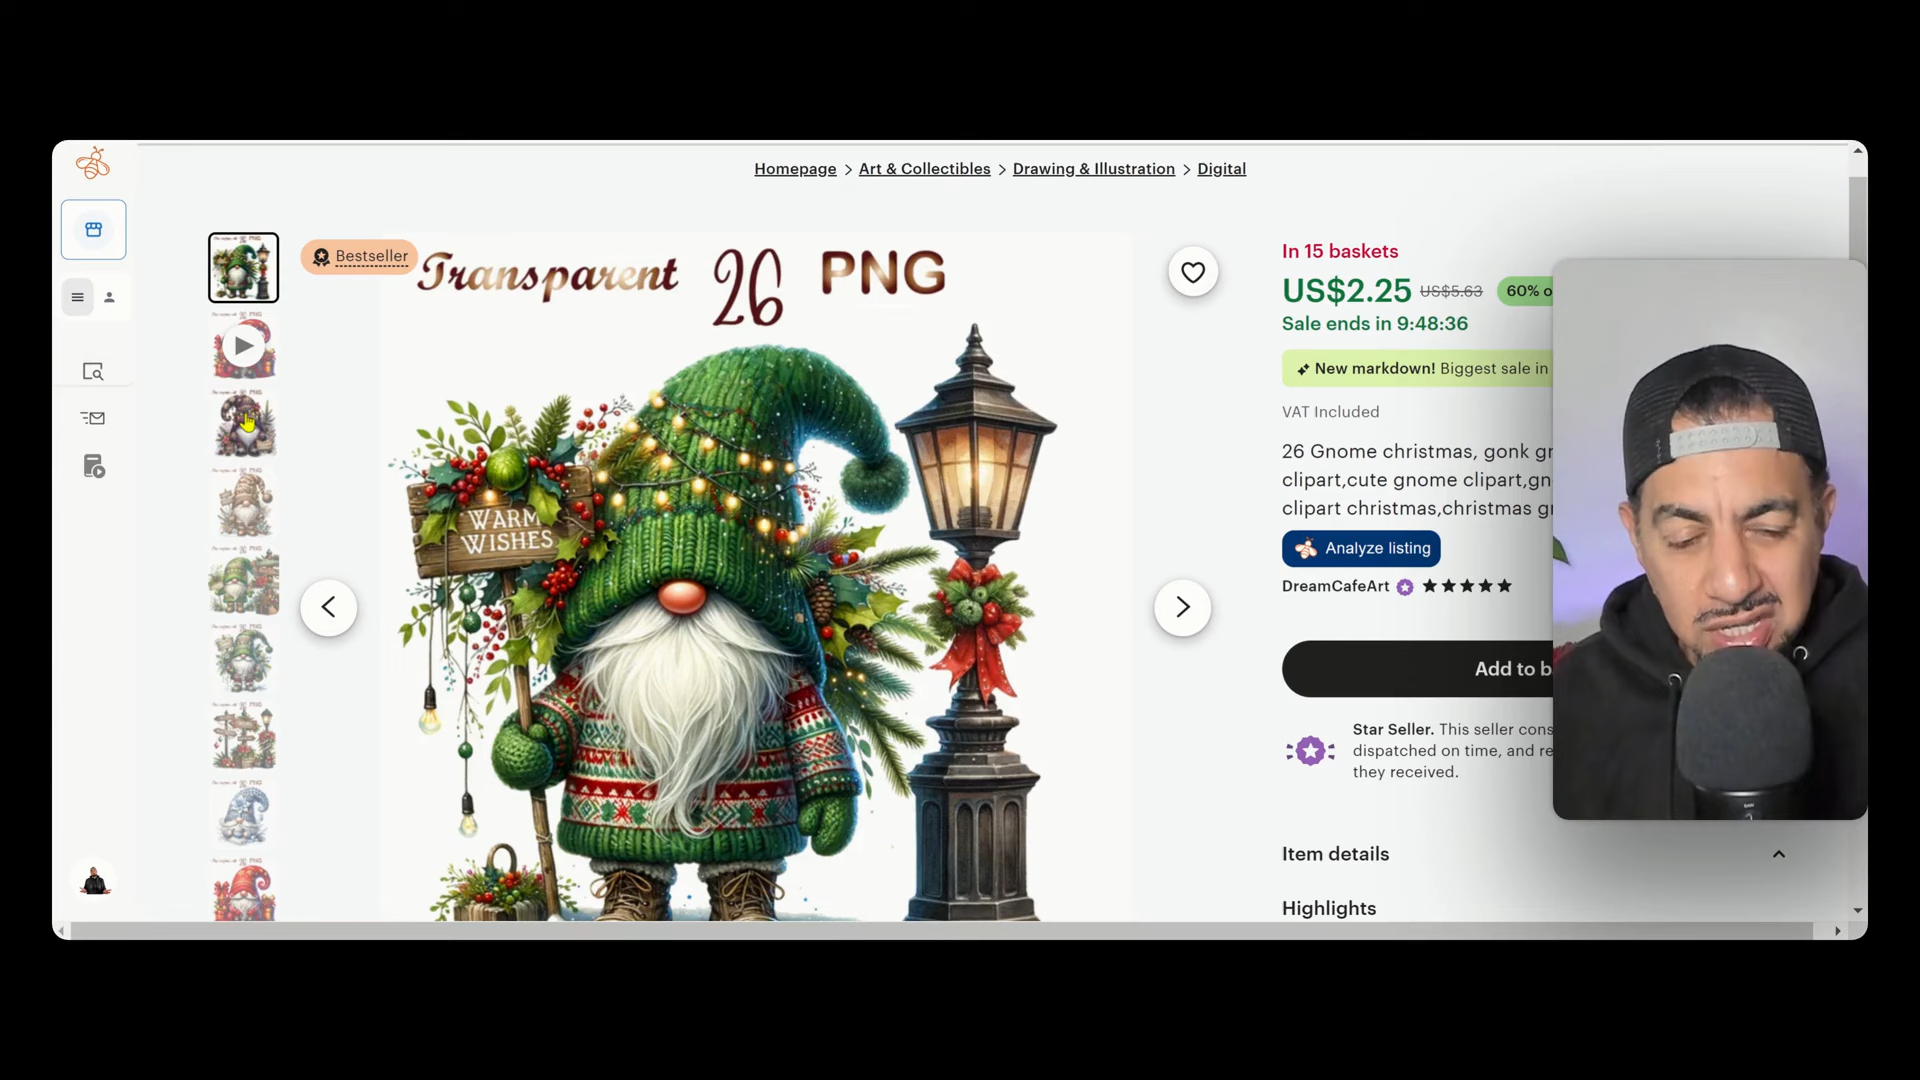 Homepage > Art & Collectibles > Drawing & Illustration > Digital
Bestseller
Transparent 26 PNG
WARM
WISHES
In 15 baskets
US$2.25 US$5.63 60% o
Sale ends in 9:48:36
New markdown! Biggest sale in
VAT Included
26 Gnome christmas, gonk gr
clipart,cute gnome clipart,gn
clipart christmas,christmas g
Analyze listing
DreamCafeArt
Add to b
Star Seller. This seller cons
dispatched on time, and re
they received.
Item details
Highlights